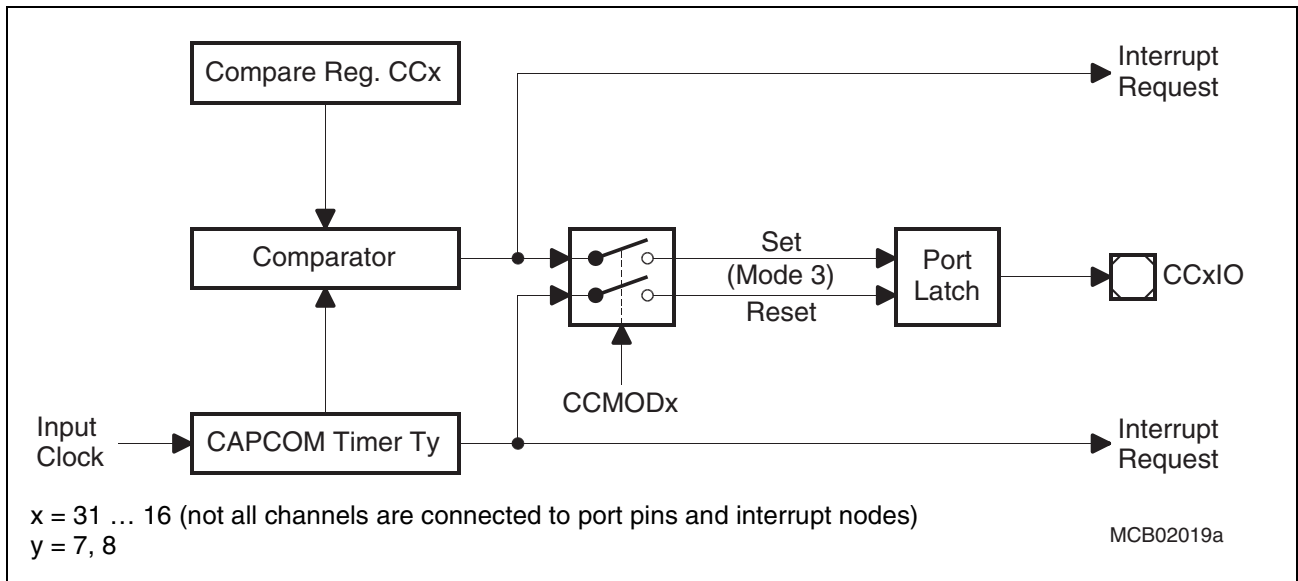 Compare Reg. CCx
Interrupt
Request
Comparator
Set
(Mode 3)
Reset
Port
Latch
CCxIO
CCMODx
Input
Clock
CAPCOM Timer Ty
Interrupt
Request
x = 31 … 16 (not all channels are connected to port pins and interrupt nodes)
y = 7, 8
MCB02019a